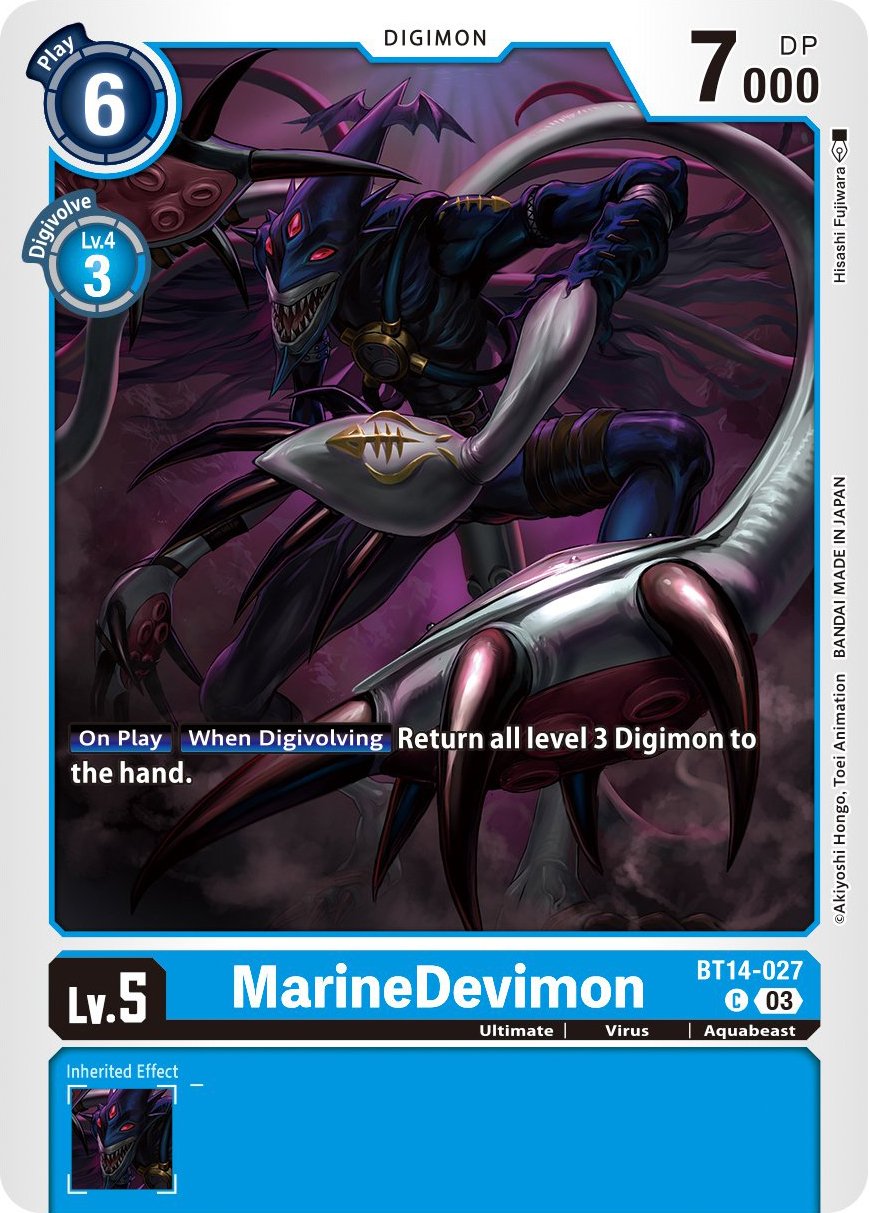 DIGIMON
Play
6
7000
DP
Digivolve
Lv.4
3
Hisashi Fujiwara
On Play When Digivolving Return all level 3 Digimon to
the hand.
©Akiyoshi Hongo, Toei Animation BANDAI MADE IN JAPAN
Lv.5
MarineDevimon
BT14-027
C 03
Ultimate | Virus | Aquabeast
Inherited Effect
–